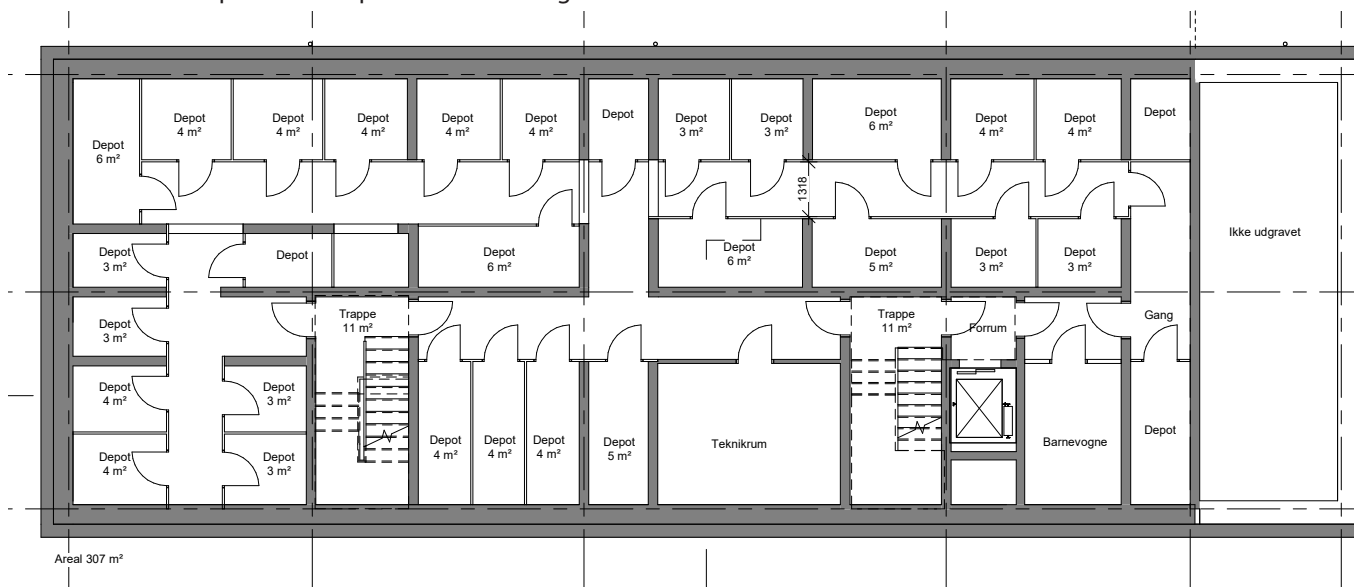 Depot
6 m²
Depot
4 m²
Depot
4 m²
Depot
4 m²
Depot
4 m²
Depot
4 m²
Depot
Depot
3 m²
Depot
3 m²
Depot
6 m²
Depot
4 m²
Depot
4 m²
Depot
1318
Depot
3 m²
Depot
Depot
6 m²
Depot
6 m²
Depot
5 m²
Depot
3 m²
Depot
3 m²
Ikke udgravet
Depot
3 m²
Trappe
11 m²
Trappe
11 m²
Forrum
Gang
Depot
4 m²
Depot
3 m²
Depot
4 m²
Depot
3 m²
Depot
4 m²
Depot
4 m²
Depot
4 m²
Depot
5 m²
Teknikrum
Barnevogne
Depot
Areal 307 m²